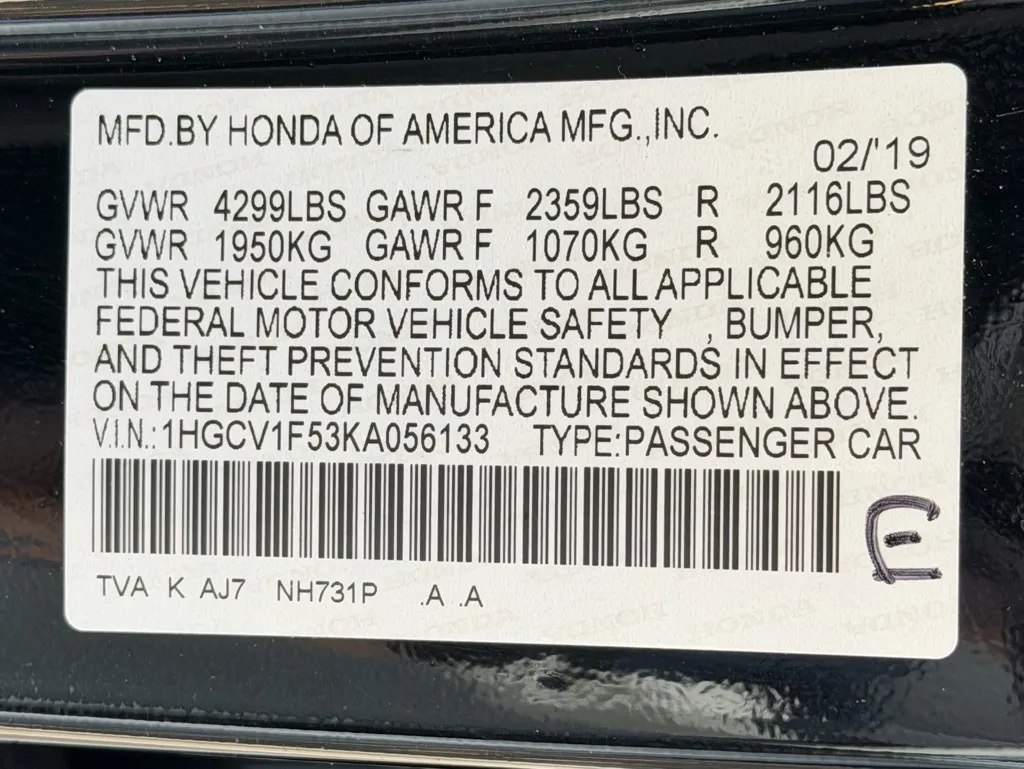 MFD.BY HONDA OF AMERICA MFG.,INC.
02/'19
GVWR 4299LBS GAWR F 2359LBS R 2116LBS
GVWR 1950KG GAWR F 1070KG R 960KG
THIS VEHICLE CONFORMS TO ALL APPLICABLE
FEDERAL MOTOR VEHICLE SAFETY , BUMPER,
AND THEFT PREVENTION STANDARDS IN EFFECT
ON THE DATE OF MANUFACTURE SHOWN ABOVE.
V.I.N.:1HGCV1F53KA056133 TYPE:PASSENGER CAR
E
TVA K AJ7 NH731P .A .A